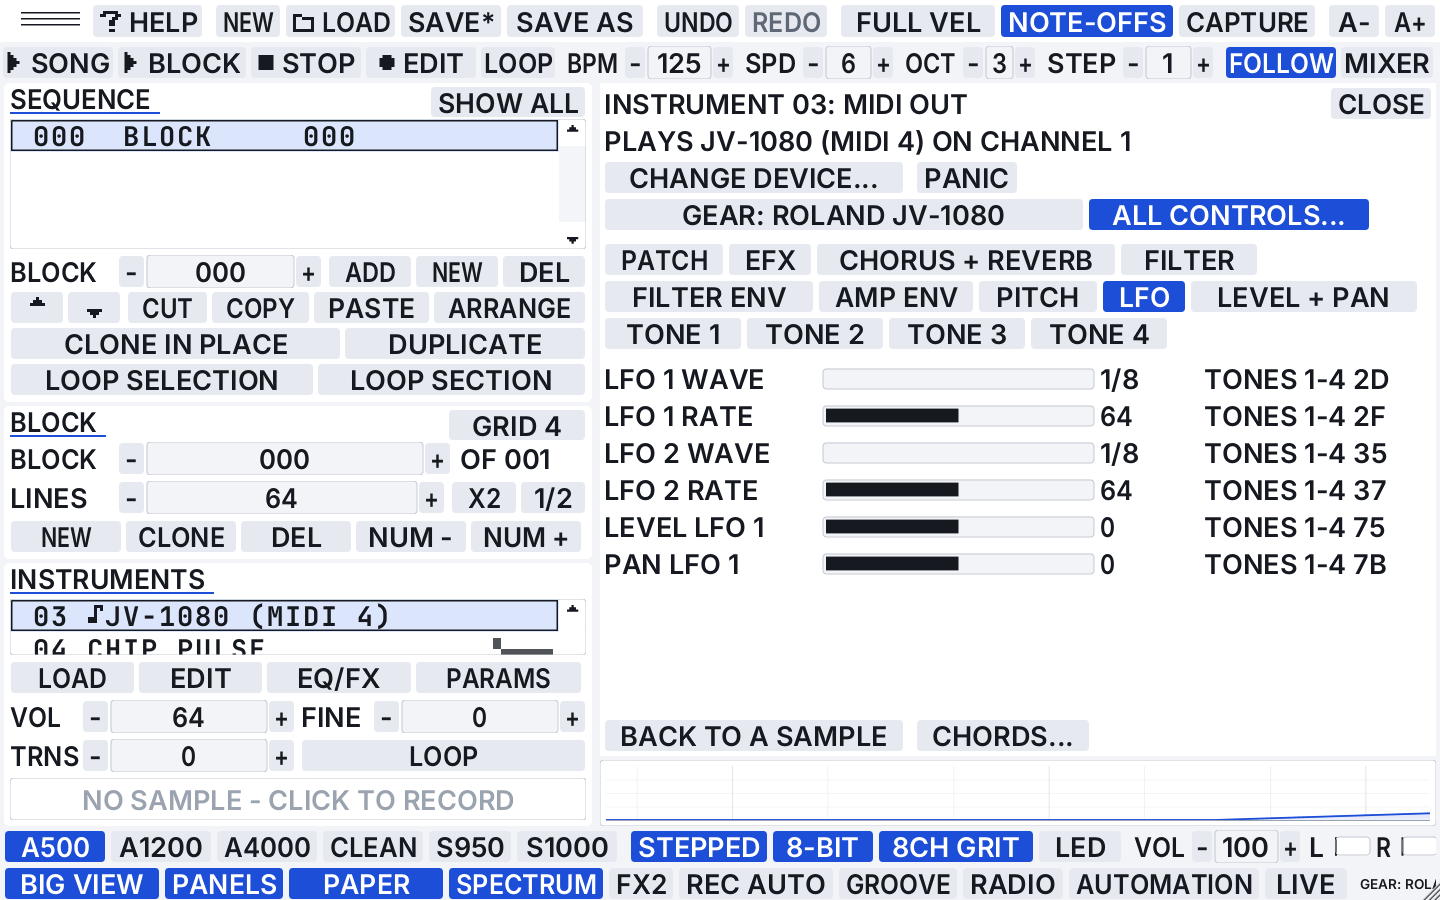 HELP NEW LOAD SAVE* SAVE AS UNDO REDO FULL VEL NOTE-OFFS CAPTURE A- A+
SONG BLOCK STOP EDIT LOOP BPM - 125 + SPD - 6 + OCT - 3 + STEP - 1 + FOLLOW MIXER
SEQUENCE SHOW ALL
000 BLOCK 000
BLOCK - 000 + ADD NEW DEL
CUT COPY PASTE ARRANGE
CLONE IN PLACE DUPLICATE
LOOP SELECTION LOOP SECTION
BLOCK GRID 4
BLOCK - 000 + OF 001
LINES - 64 + X2 1/2
NEW CLONE DEL NUM - NUM +
INSTRUMENTS
03 JV-1080 (MIDI 4)
04 CHIP PULSE
LOAD EDIT EQ/FX PARAMS
VOL - 64 + FINE - 0 +
TRNS - 0 + LOOP
NO SAMPLE - CLICK TO RECORD
INSTRUMENT 03: MIDI OUT CLOSE
PLAYS JV-1080 (MIDI 4) ON CHANNEL 1
CHANGE DEVICE... PANIC
GEAR: ROLAND JV-1080 ALL CONTROLS...
PATCH EFX CHORUS + REVERB FILTER
FILTER ENV AMP ENV PITCH LFO LEVEL + PAN
TONE 1 TONE 2 TONE 3 TONE 4
LFO 1 WAVE 1/8 TONES 1-4 2D
LFO 1 RATE 64 TONES 1-4 2F
LFO 2 WAVE 1/8 TONES 1-4 35
LFO 2 RATE 64 TONES 1-4 37
LEVEL LFO 1 0 TONES 1-4 75
PAN LFO 1 0 TONES 1-4 7B
BACK TO A SAMPLE CHORDS...
A500 A1200 A4000 CLEAN S950 S1000 STEPPED 8-BIT 8CH GRIT LED VOL - 100 + L R
BIG VIEW PANELS PAPER SPECTRUM FX2 REC AUTO GROOVE RADIO AUTOMATION LIVE GEAR: ROLA